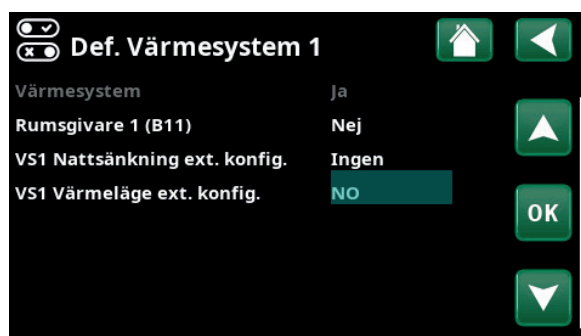 Def. Värmesystem 1
Värmesystem Ja
Rumsgivare 1 (B11) Nej
VS1 Nattsänkning ext. konfig. Ingen
VS1 Värmeläge ext. konfig. NO
OK